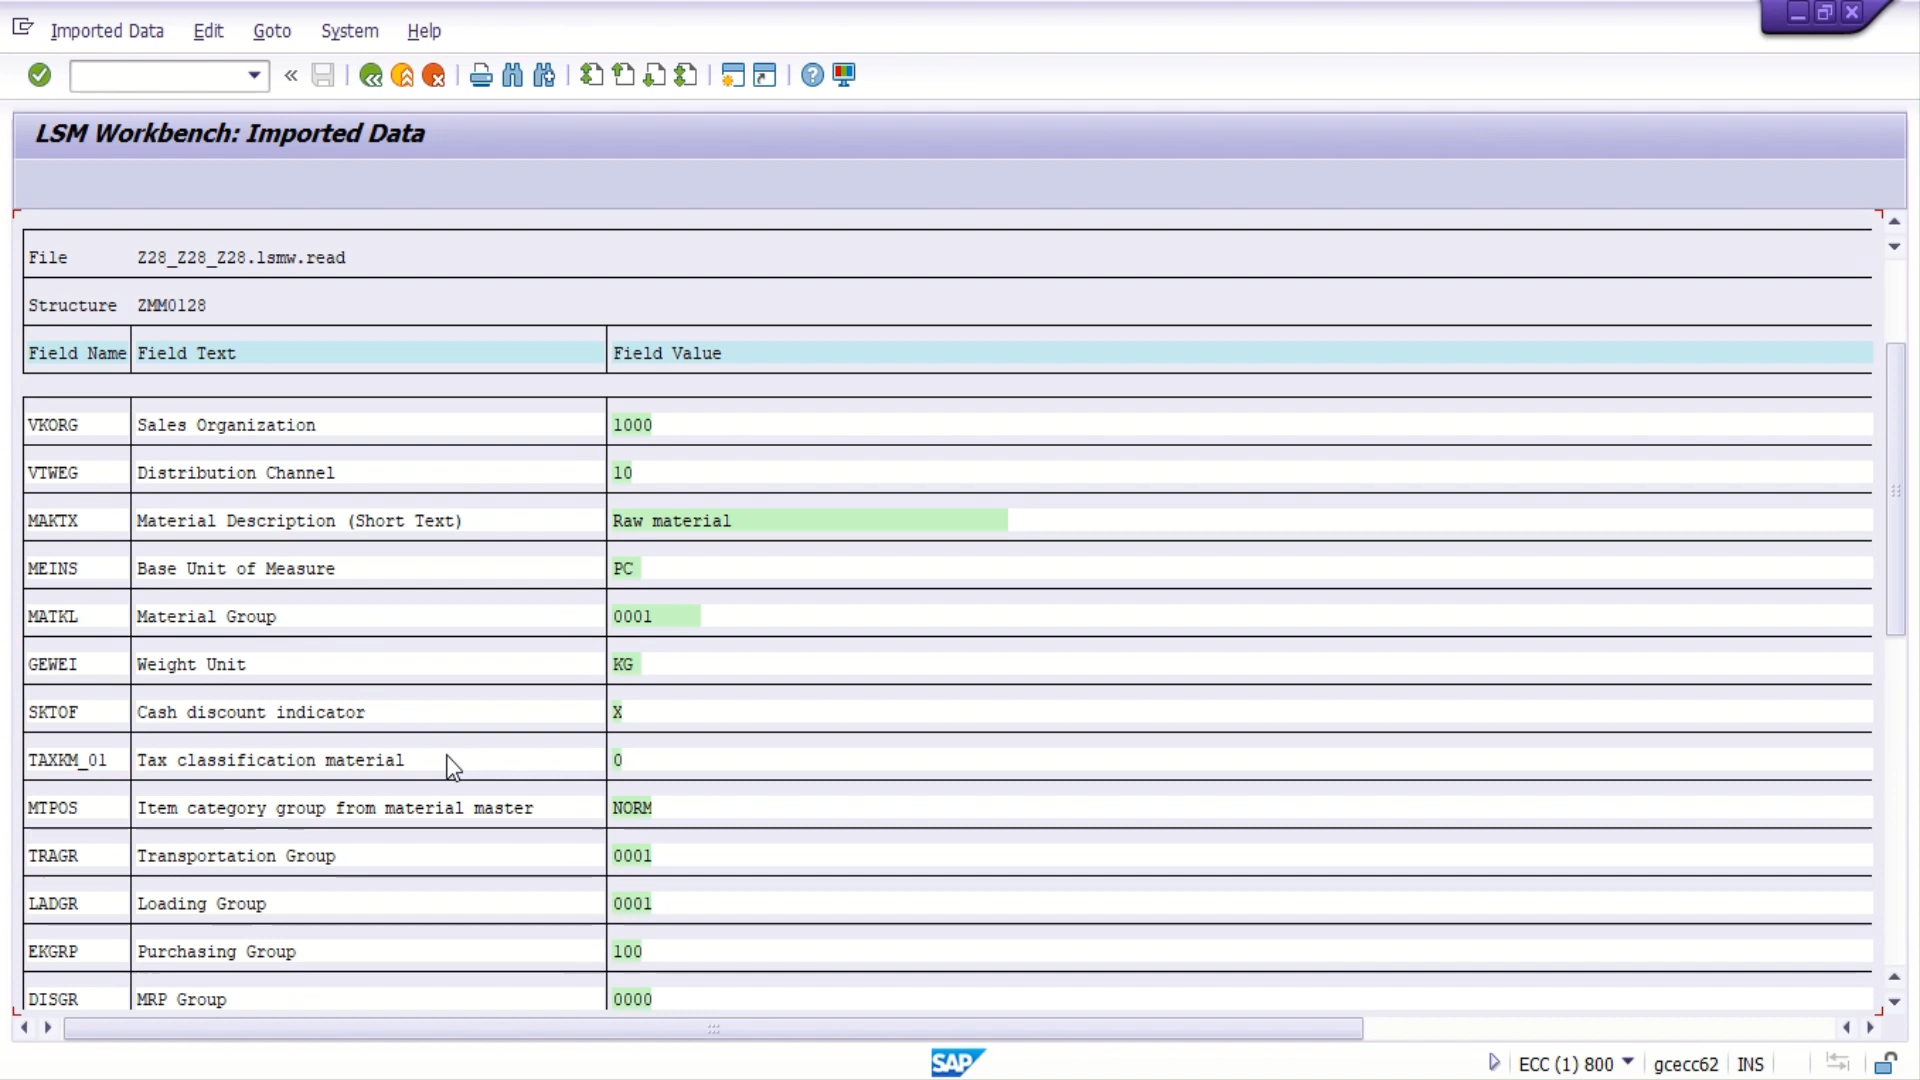 Imported Data Edit Goto System Help
LSM Workbench: Imported Data
File Z28_Z28_Z28.lsmw.read
Structure ZMM0128
Field Name Field Text Field Value
VKORG Sales Organization 1000
VTWEG Distribution Channel 10
MAKTX Material Description (Short Text) Raw material
MEINS Base Unit of Measure PC
MATKL Material Group 0001
GEWEI Weight Unit KG
SKTOF Cash discount indicator X
TAXKM_01 Tax classification material 0
MTPOS Item category group from material master NORM
TRAGR Transportation Group 0001
LADGR Loading Group 0001
EKGRP Purchasing Group 100
DISGR MRP Group 0000
SAP ECC (1) 800 gcecc62 INS